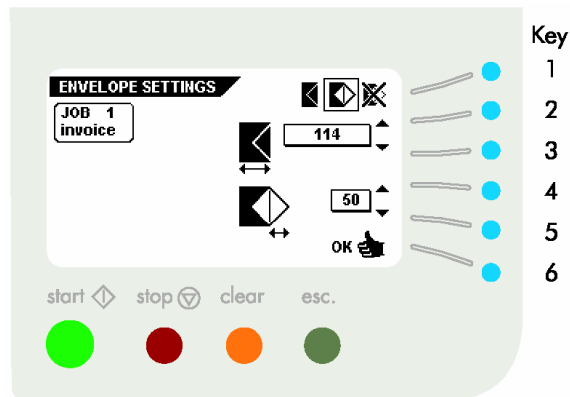 Key
1
ENVELOPE SETTINGS
JOB 1
invoice
2
114
3
4
50
5
OK
6
start stop clear esc.